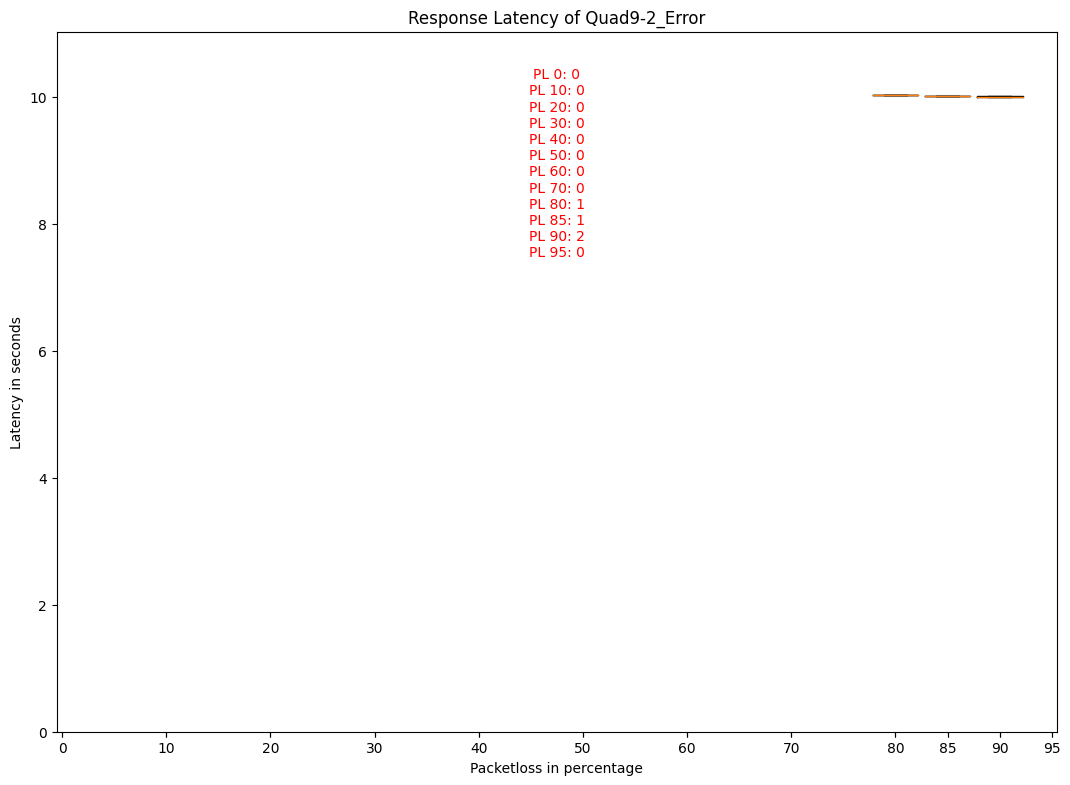 Response Latency of Quad9-2_Error
PL 0: 0
PL 10: 0
PL 20: 0
PL 30: 0
PL 40: 0
PL 50: 0
PL 60: 0
PL 70: 0
PL 80: 1
PL 85: 1
PL 90: 2
PL 95: 0
10
8
6
4
2
0
Latency in seconds
0 10 20 30 40 50 60 70 80 85 90 95
Packetloss in percentage